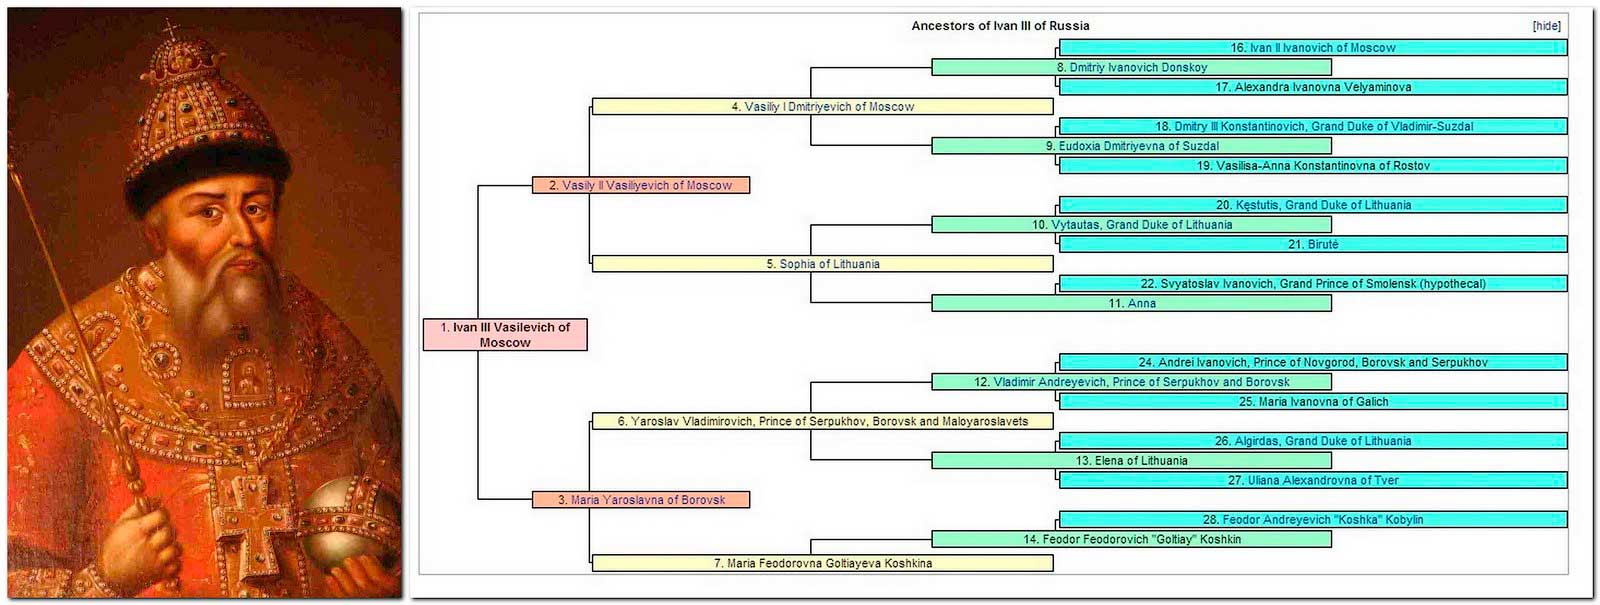 Ancestors of Ivan III of Russia
[hide]
16. Ivan II Ivanovich of Moscow
8. Dmitriy Ivanovich Donskoy
17. Alexandra Ivanovna Velyaminova
4. Vasiliy I Dmitriyevich of Moscow
18. Dmitry III Konstantinovich, Grand Duke of Vladimir-Suzdal
9. Eudoxia Dmitriyevna of Suzdal
19. Vasilisa-Anna Konstantinovna of Rostov
2. Vasily II Vasiliyevich of Moscow
20. Kęstutis, Grand Duke of Lithuania
10. Vytautas, Grand Duke of Lithuania
21. Birutė
5. Sophia of Lithuania
22. Svyatoslav Ivanovich, Grand Prince of Smolensk (hypothecal)
11. Anna
1. Ivan III Vasilevich of
Moscow
24. Andrei Ivanovich, Prince of Novgorod, Borovsk and Serpukhov
12. Vladimir Andreyevich, Prince of Serpukhov and Borovsk
25. Maria Ivanovna of Galich
6. Yaroslav Vladimirovich, Prince of Serpukhov, Borovsk and Maloyaroslavets
26. Algirdas, Grand Duke of Lithuania
13. Elena of Lithuania
27. Uliana Alexandrovna of Tver
3. Maria Yaroslavna of Borovsk
28. Feodor Andreyevich "Koshka" Kobylin
14. Feodor Feodorovich "Goltiay" Koshkin
7. Maria Feodorovna Goltiayeva Koshkina